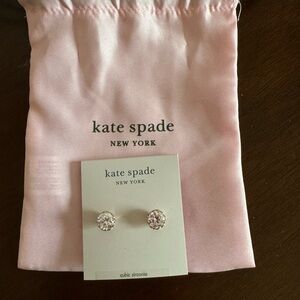 kate spade
NEW YORK
kate spade
NEW YORK
cubic zirconia